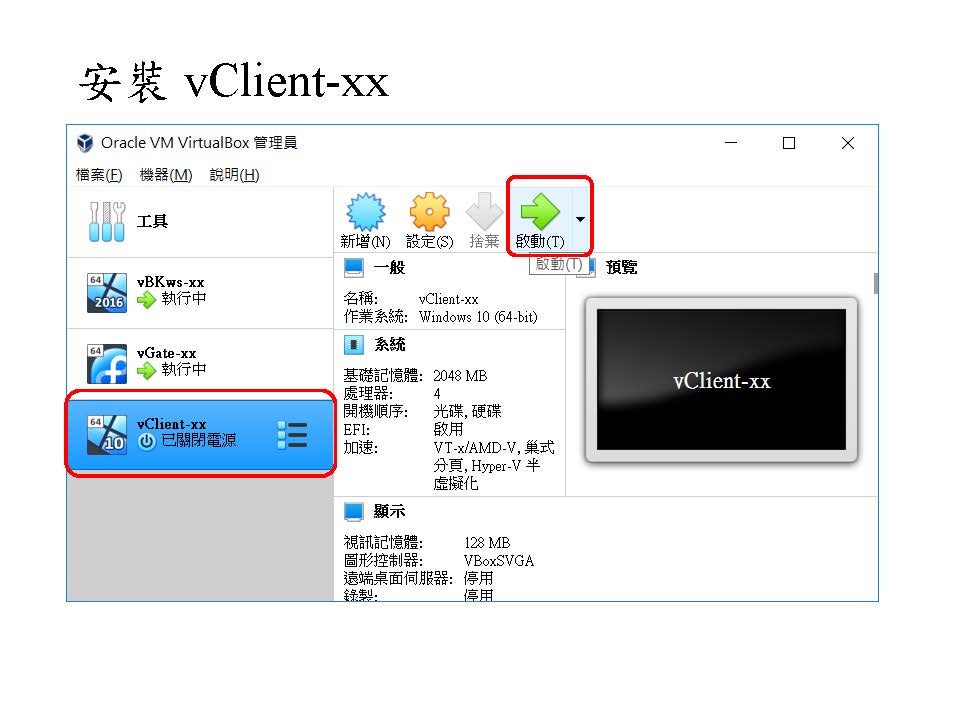 安裝 vClient-xx
Oracle VM VirtualBox 管理員
檔案(F) 機器(M) 說明(H)
工具
新增(N) 設定(S) 捨棄 啟動(T)
啟動(T)
64
2016
vBKws-xx
執行中
64
vGate-xx
執行中
64
10
vClient-xx
已關閉電源
一般
名稱: vClient-xx
作業系統: Windows 10 (64-bit)
系統
基礎記憶體: 2048 MB
處理器: 4
開機順序: 光碟, 硬碟
EFI: 啟用
加速: VT-x/AMD-V, 巢式
分頁, Hyper-V 半
虛擬化
預覽
vClient-xx
顯示
視訊記憶體: 128 MB
圖形控制器: VBoxSVGA
遠端桌面伺服器: 停用
錄製: 停用